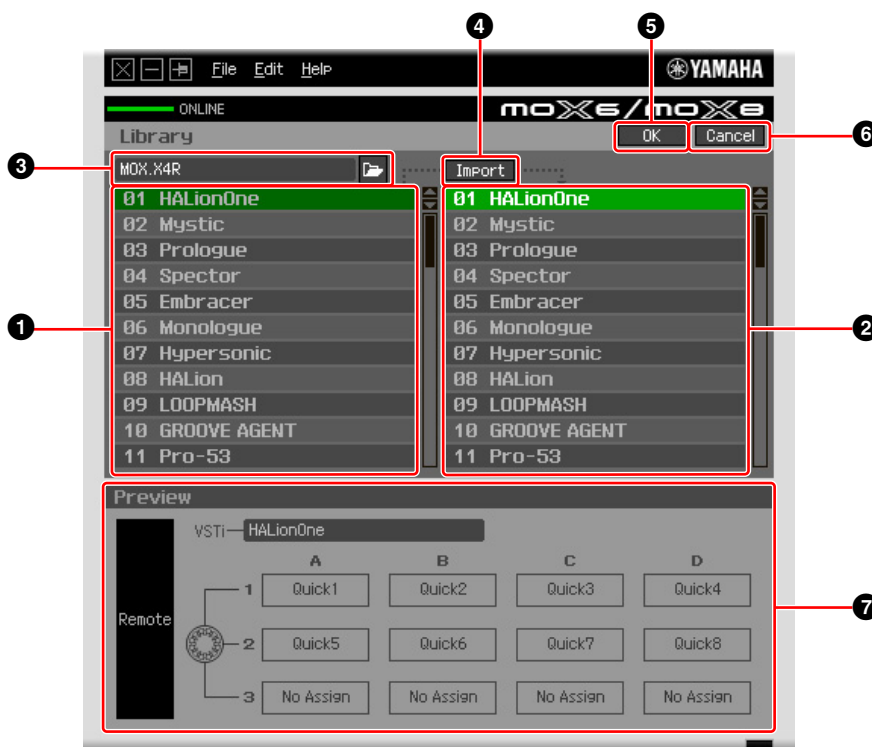 4 5
File Edit Help YAMAHA
ONLINE MOX6/MOX8
Library OK Cancel 6
3 MOX.X4R Import
01 HALionOne 01 HALionOne
02 Mystic 02 Mystic
03 Prologue 03 Prologue
04 Spector 04 Spector
05 Embracer 05 Embracer
1 06 Monologue 06 Monologue 2
07 Hypersonic 07 Hypersonic
08 HALion 08 HALion
09 LOOPMASH 09 LOOPMASH
10 GROOVE AGENT 10 GROOVE AGENT
11 Pro-53 11 Pro-53
Preview
VSTi HALionOne
A B C D
1 Quick1 Quick2 Quick3 Quick4
Remote 7
2 Quick5 Quick6 Quick7 Quick8
3 No Assign No Assign No Assign No Assign